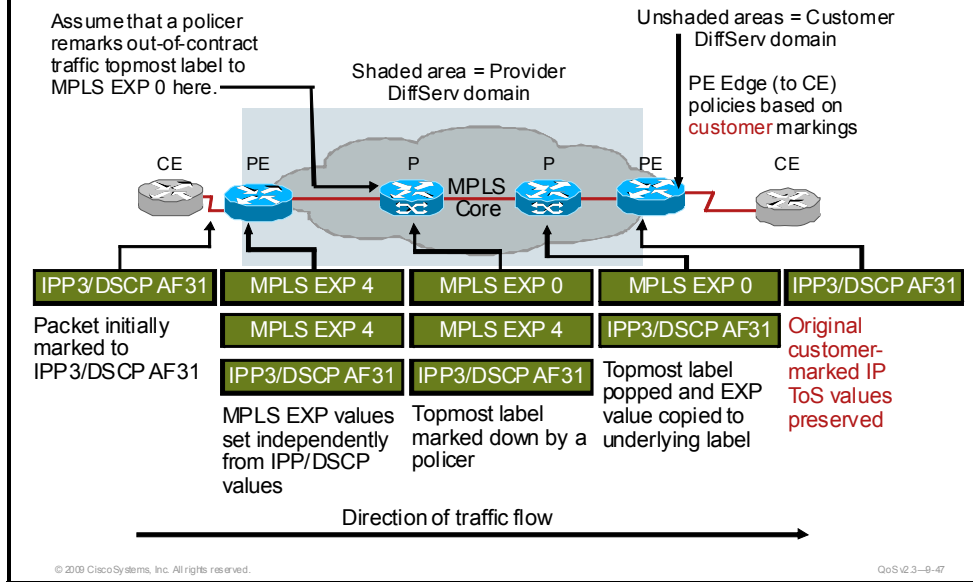 Assume that a policer
remarks out-of-contract
traffic topmost label to
MPLS EXP 0 here.
Shaded area = Provider
DiffServ domain
Unshaded areas = Customer
DiffServ domain
PE Edge (to CE)
policies based on
customer markings
CE
PE
P
P
PE
CE
MPLS
Core
IPP3/DSCP AF31
MPLS EXP 4
MPLS EXP 0
MPLS EXP 0
IPP3/DSCP AF31
MPLS EXP 4
MPLS EXP 4
IPP3/DSCP AF31
IPP3/DSCP AF31
IPP3/DSCP AF31
Packet initially
marked to
IPP3/DSCP AF31
MPLS EXP values
set independently
from IPP/DSCP
values
Topmost label
marked down by a
policer
Topmost label
popped and EXP
value copied to
underlying label
Original
customer-
marked IP
ToS values
preserved
Direction of traffic flow
© 2009 Cisco Systems, Inc. All rights reserved.
QoS v2.3—9-47